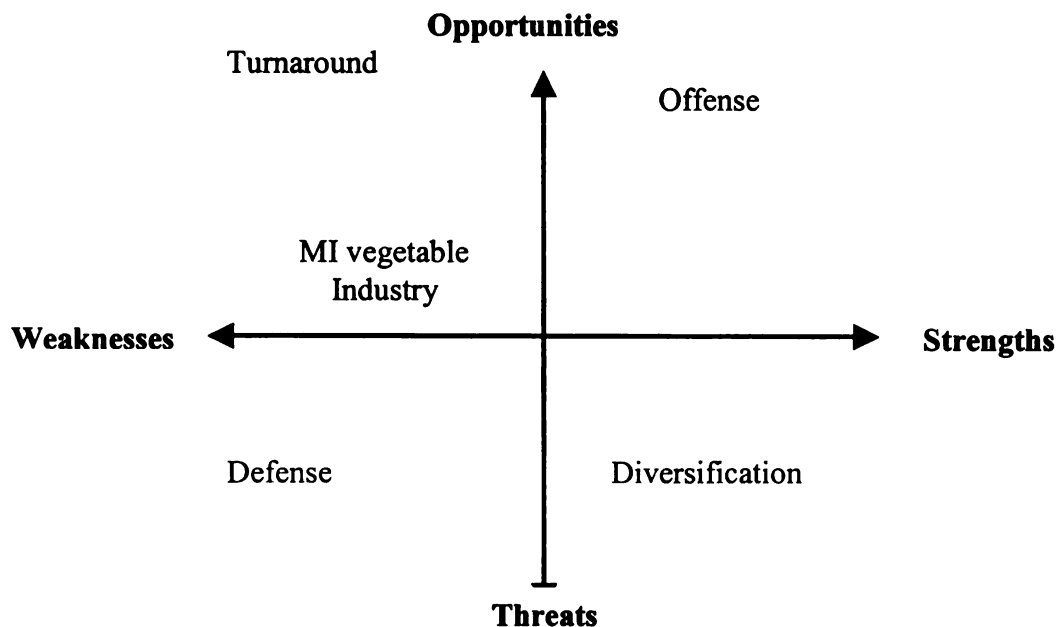 Opportunities
Turnaround
Offense
MI vegetable
Industry
Weaknesses
Strengths
Defense
Diversification
Threats